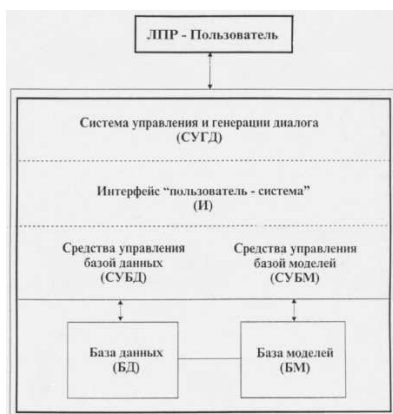 ЛПР - Пользователь
Система управления и генерации диалога
(СУГД)
Интерфейс “пользователь - система”
(И)
Средства управления
базой данных
(СУБД)
Средства управления
базой моделей
(СУБМ)
База данных
(БД)
База моделей
(БМ)